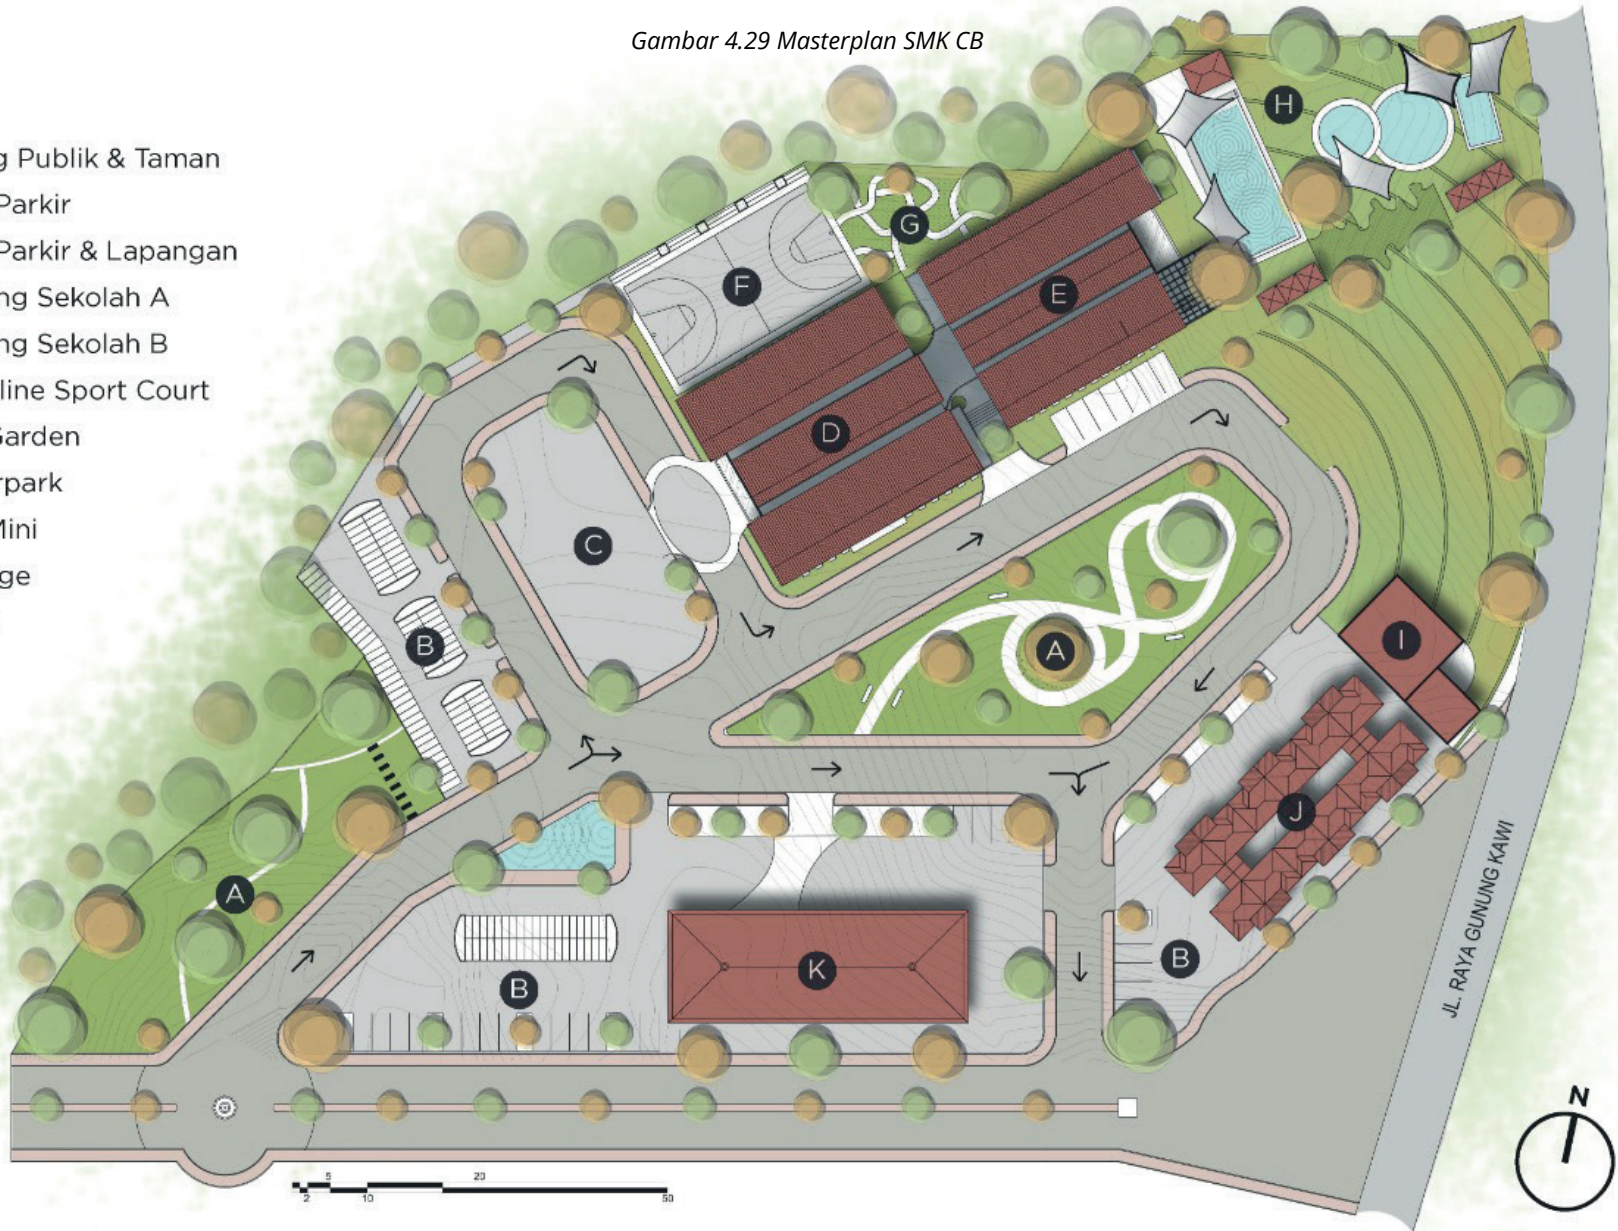 Gambar 4.29 Masterplan SMK CB
g Publik & Taman
Parkir
Parkir & Lapangan
ng Sekolah A
ng Sekolah B
line Sport Court
Garden
rpark
Mini
ge
H
G
F
E
D
C
B
A
I
J
A
K
B
B
JL. RAYA GUNUNG KAWI
N
5 20
2 10 50